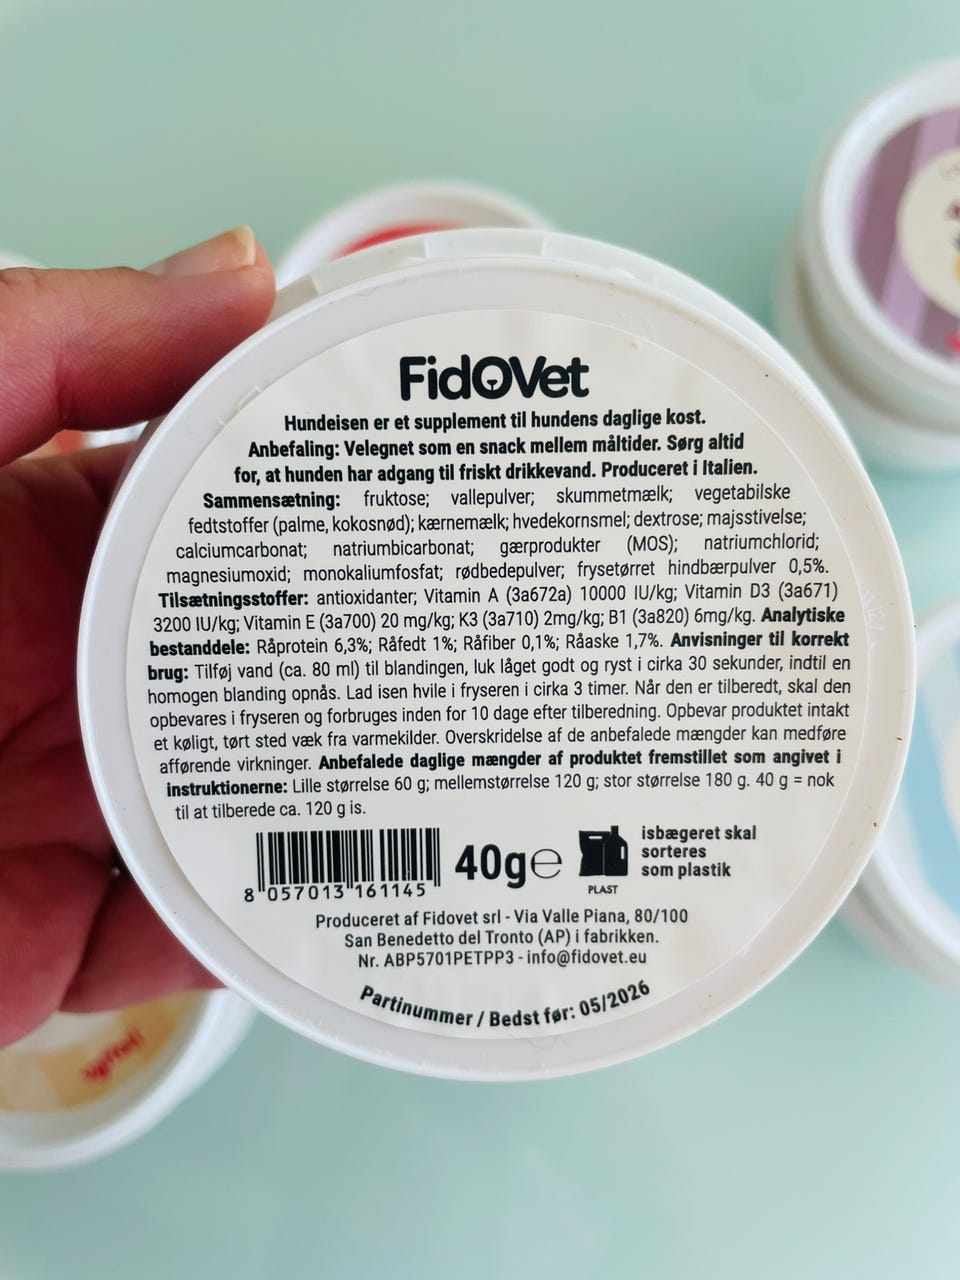 FidOVet
Hundeisen er et supplement til hundens daglige kost.
Anbefaling: Velegnet som en snack mellem måltider. Sørg altid
for, at hunden har adgang til friskt drikkevand. Produceret i Italien.
Sammensætning: fruktose; vallepulver; skummetmælk; vegetabilske
fedtstoffer (palme, kokosnød); kærnemælk; hvedekornsmel; dextrose; majsstivelse;
calciumcarbonat; natriumbicarbonat; gærprodukter (MOS); natriumchlorid;
magnesiumoxid; monokaliumfosfat; rødbedepulver; frysetørret hindbærpulver 0,5%.
Tilsætningsstoffer: antioxidanter; Vitamin A (3a672a) 10000 IU/kg; Vitamin D3 (3a671)
3200 IU/kg; Vitamin E (3a700) 20 mg/kg; K3 (3a710) 2mg/kg; B1 (3a820) 6mg/kg. Analytiske
bestanddele: Råprotein 6,3%; Råfedt 1%; Råfiber 0,1%; Råaske 1,7%. Anvisninger til korrekt
brug: Tilføj vand (ca. 80 ml) til blandingen, luk låget godt og ryst i cirka 30 sekunder, indtil en
homogen blanding opnås. Lad isen hvile i fryseren i cirka 3 timer. Når den er tilberedt, skal den
opbevares i fryseren og forbruges inden for 10 dage efter tilberedning. Opbevar produktet intakt
et køligt, tørt sted væk fra varmekilder. Overskridelse af de anbefalede mængder kan medføre
afførende virkninger. Anbefalede daglige mængder af produktet fremstillet som angivet i
instruktionerne: Lille størrelse 60 g; mellemstørrelse 120 g; stor størrelse 180 g. 40 g = nok
til at tilberede ca. 120 g is.
8 057013 161145
40g℮
PLAST
isbægeret skal
sorteres
som plastik
Produceret af Fidovet srl - Via Valle Piana, 80/100
San Benedetto del Tronto (AP) i fabrikken.
Nr. ABP5701PETPP3 - info@fidovet.eu
Partinummer / Bedst før: 05/2026